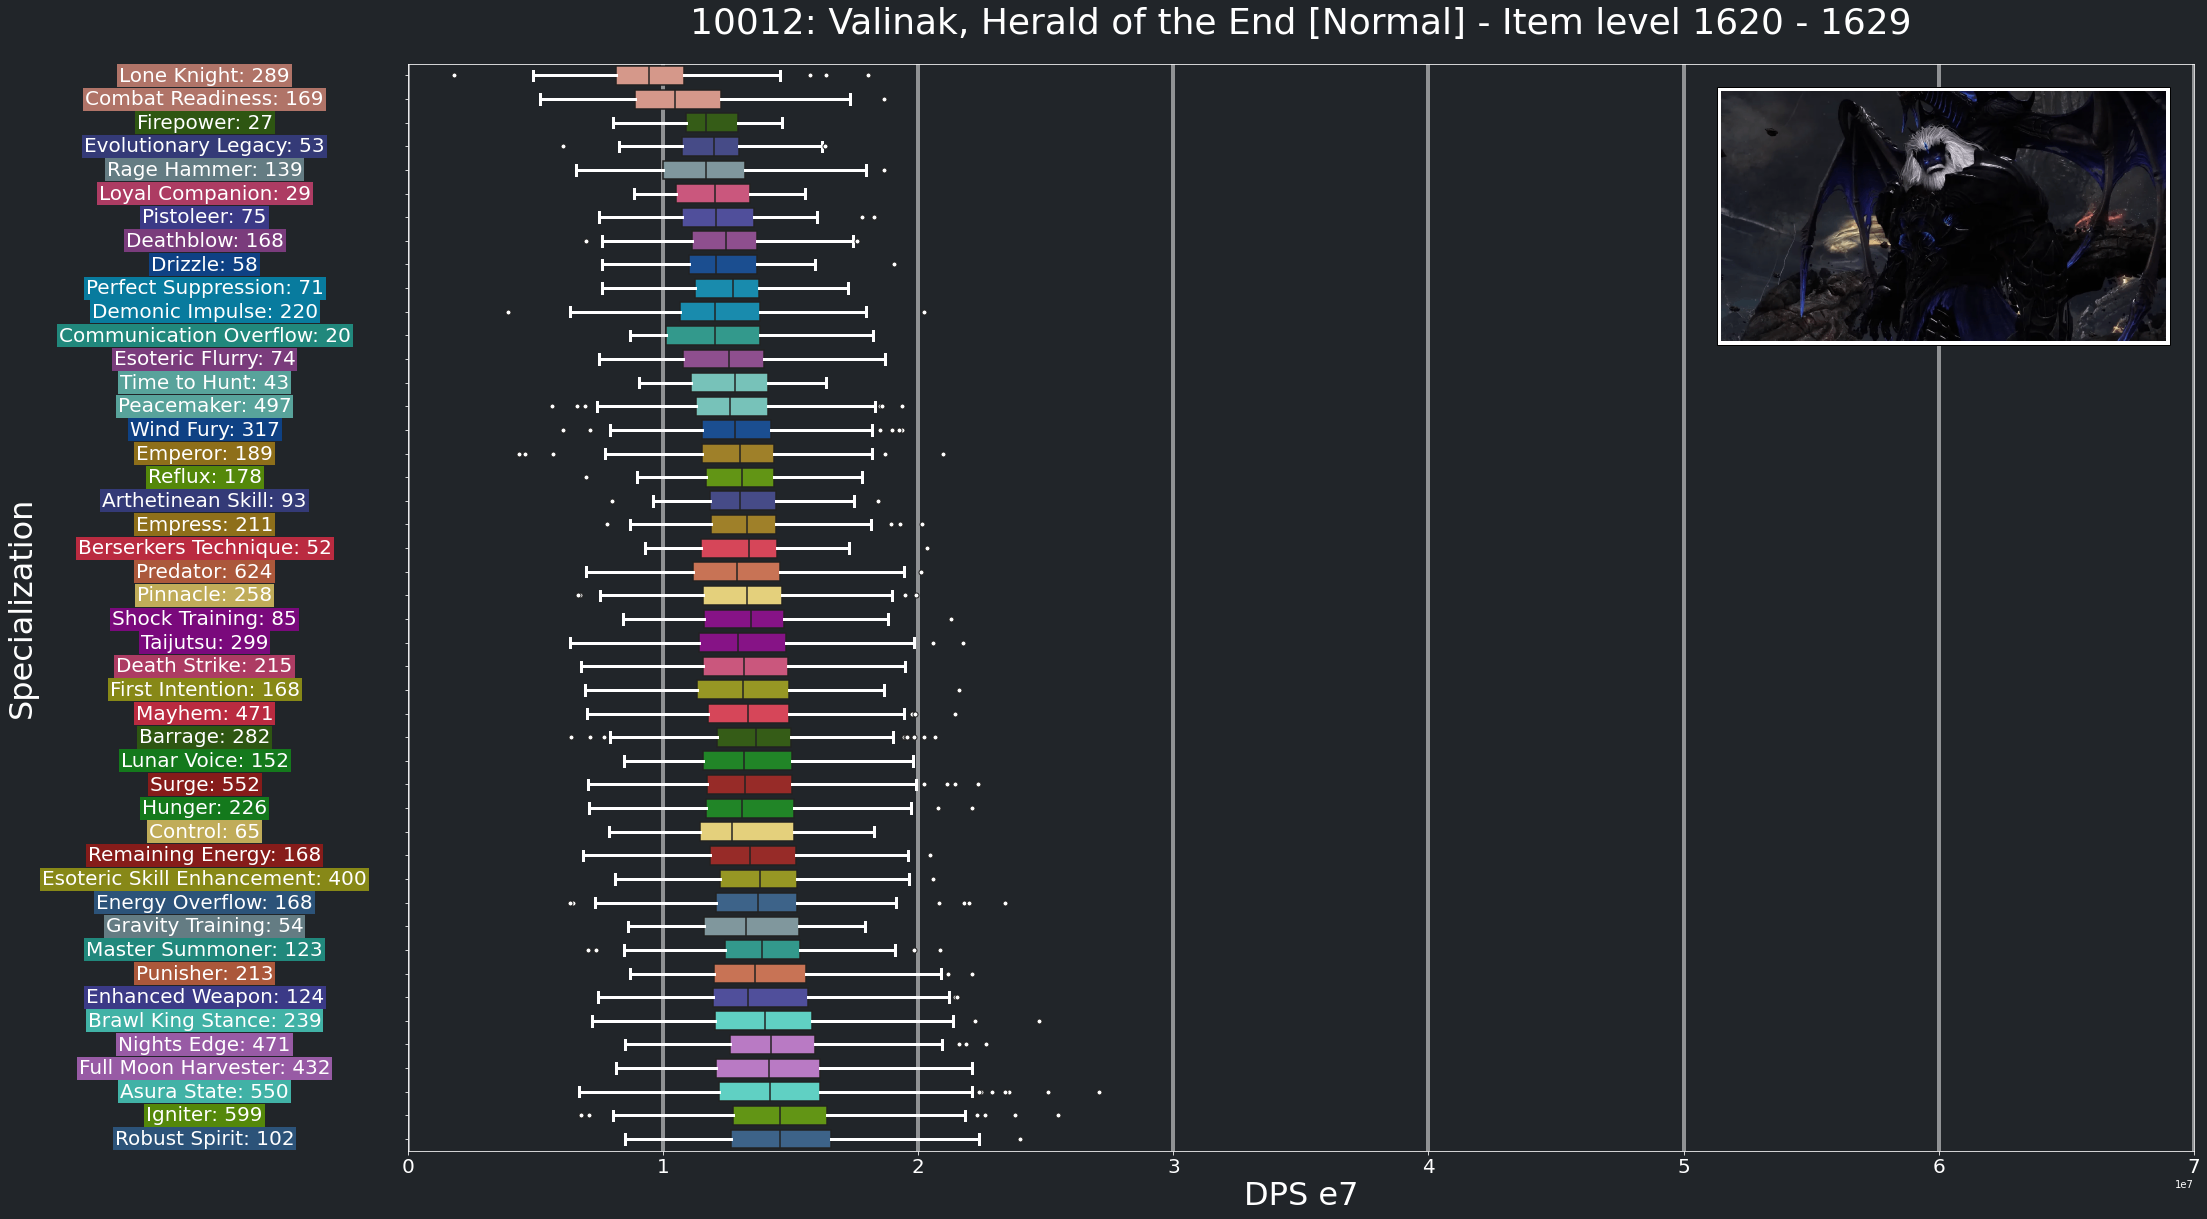 10012: Valinak, Herald of the End [Normal] - Item level 1620 - 1629
Lone Knight: 289
Combat Readiness: 169
Firepower: 27
Evolutionary Legacy: 53
Rage Hammer: 139
Loyal Companion: 29
Pistoleer: 75
Deathblow: 168
Drizzle: 58
Perfect Suppression: 71
Demonic Impulse: 220
Communication Overflow: 20
Esoteric Flurry: 74
Time to Hunt: 43
Peacemaker: 497
Wind Fury: 317
Emperor: 189
Reflux: 178
Arthetinean Skill: 93
Empress: 211
Berserkers Technique: 52
Predator: 624
Pinnacle: 258
Shock Training: 85
Taijutsu: 299
Death Strike: 215
First Intention: 168
Mayhem: 471
Barrage: 282
Lunar Voice: 152
Surge: 552
Hunger: 226
Control: 65
Remaining Energy: 168
Esoteric Skill Enhancement: 400
Energy Overflow: 168
Gravity Training: 54
Master Summoner: 123
Punisher: 213
Enhanced Weapon: 124
Brawl King Stance: 239
Nights Edge: 471
Full Moon Harvester: 432
Asura State: 550
Igniter: 599
Robust Spirit: 102
Specialization
0 1 2 3 4 5 6 7
1e7
DPS e7